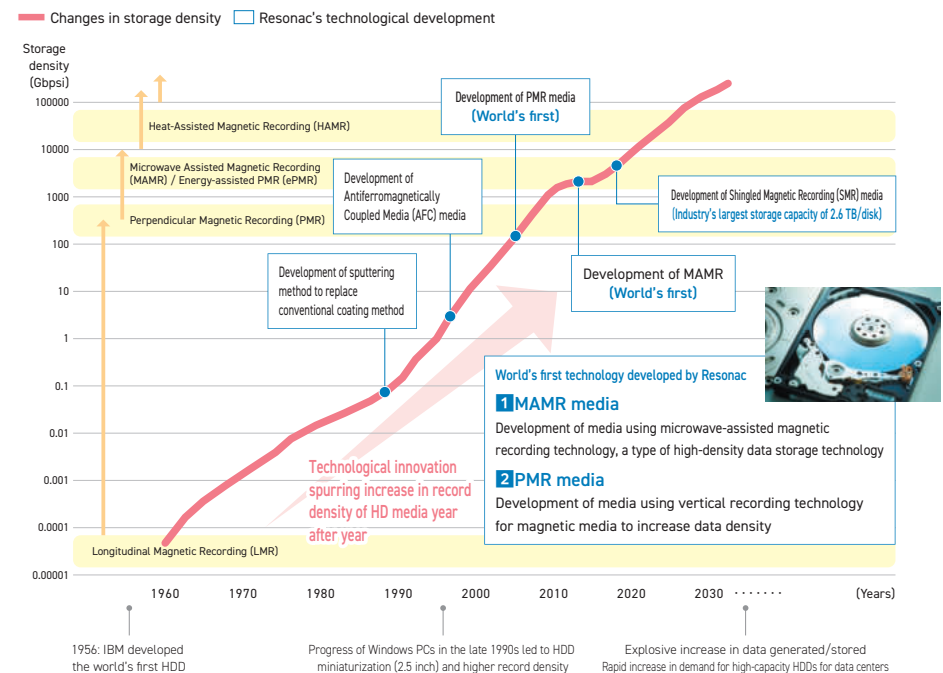 Changes in storage density
Resonac's technological development
Storage
density
(Gbpsi)
100000
10000
1000
100
10
1
0.1
0.01
0.001
0.0001
0.00001
Heat-Assisted Magnetic Recording (HAMR)
Microwave Assisted Magnetic Recording
(MAMR) / Energy-assisted PMR (ePMR)
Perpendicular Magnetic Recording (PMR)
Longitudinal Magnetic Recording (LMR)
Development of sputtering
method to replace
conventional coating method
Development of
Antiferromagnetically
Coupled Media (AFC) media
Development of PMR media
(World's first)
Development of MAMR
(World's first)
Development of Shingled Magnetic Recording (SMR) media
(Industry's largest storage capacity of 2.6 TB/disk)
Technological innovation
spurring increase in record
density of HD media year
after year
World's first technology developed by Resonac
1 MAMR media
Development of media using microwave-assisted magnetic
recording technology, a type of high-density data storage technology
2 PMR media
Development of media using vertical recording technology
for magnetic media to increase data density
1960 1970 1980 1990 2000 2010 2020 2030 ······· (Years)
1956: IBM developed
the world's first HDD
Progress of Windows PCs in the late 1990s led to HDD
miniaturization (2.5 inch) and higher record density
Explosive increase in data generated/stored
Rapid increase in demand for high-capacity HDDs for data centers